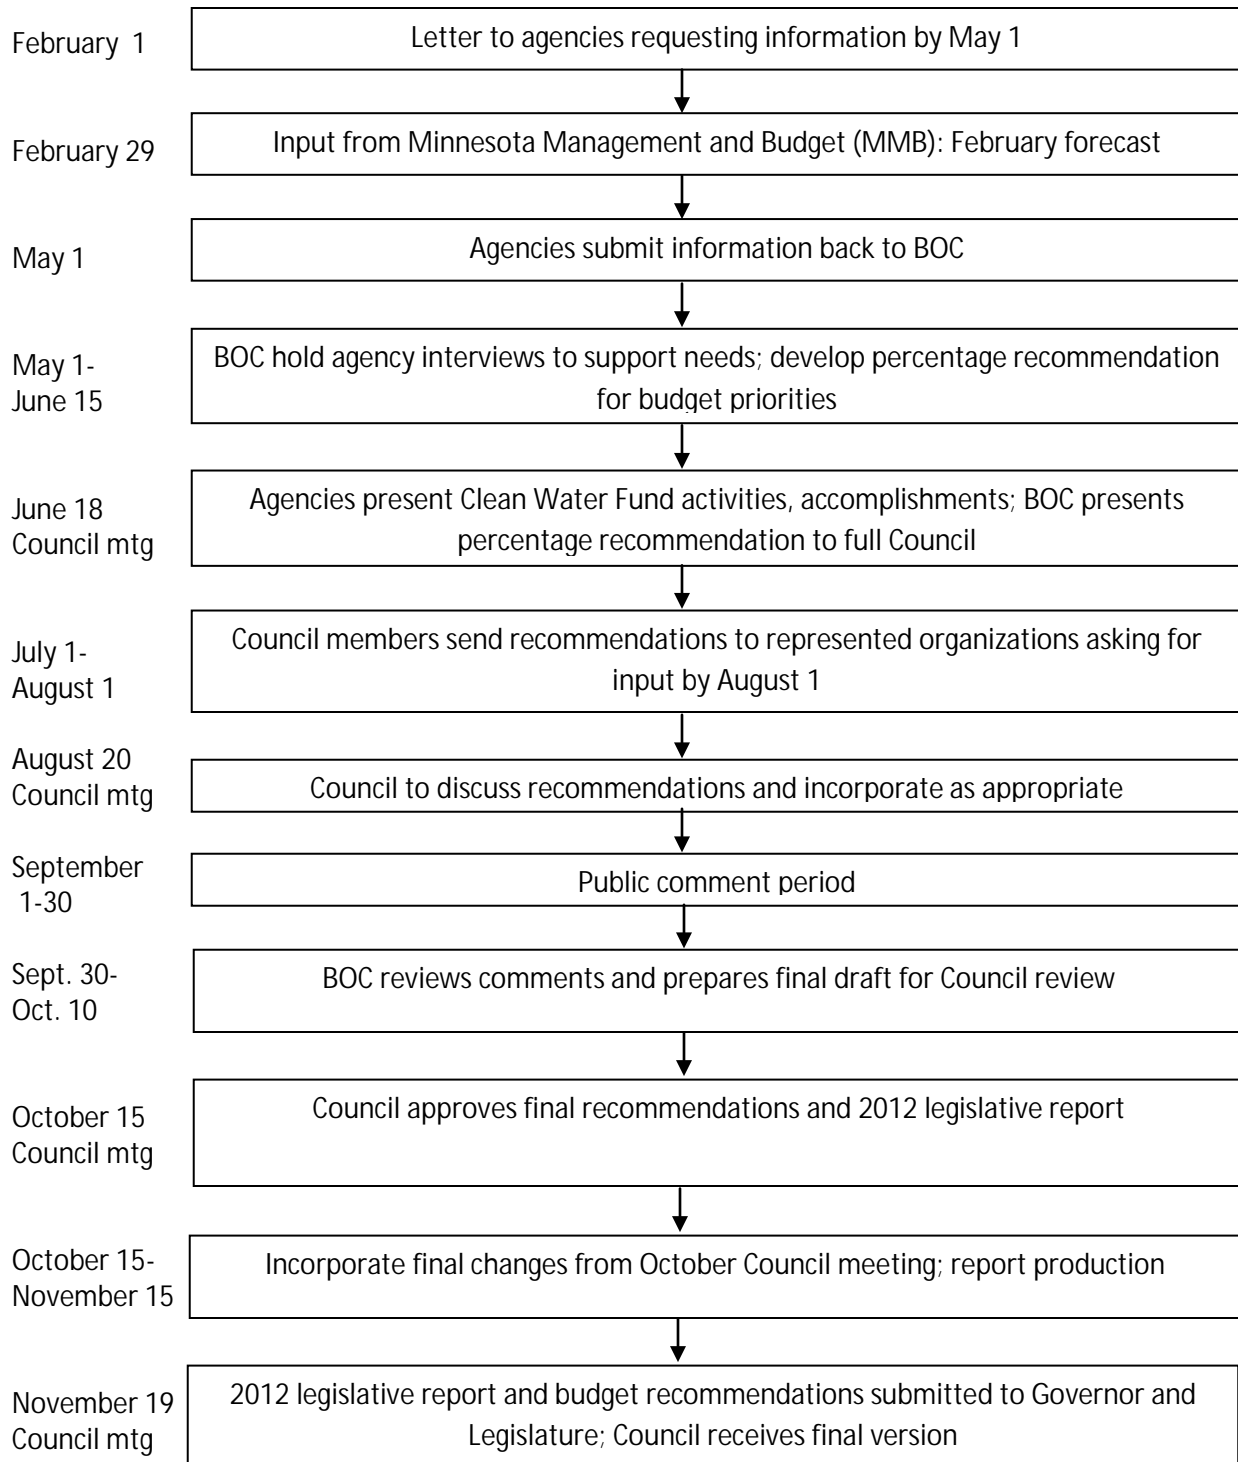 February 1
Letter to agencies requesting information by May 1
February 29
Input from Minnesota Management and Budget (MMB): February forecast
May 1
Agencies submit information back to BOC
May 1-
June 15
BOC hold agency interviews to support needs; develop percentage recommendation
for budget priorities
June 18
Council mtg
Agencies present Clean Water Fund activities, accomplishments; BOC presents
percentage recommendation to full Council
July 1-
August 1
Council members send recommendations to represented organizations asking for
input by August 1
August 20
Council mtg
Council to discuss recommendations and incorporate as appropriate
September
1-30
Public comment period
Sept. 30-
Oct. 10
BOC reviews comments and prepares final draft for Council review
October 15
Council mtg
Council approves final recommendations and 2012 legislative report
October 15-
November 15
Incorporate final changes from October Council meeting; report production
November 19
Council mtg
2012 legislative report and budget recommendations submitted to Governor and
Legislature; Council receives final version